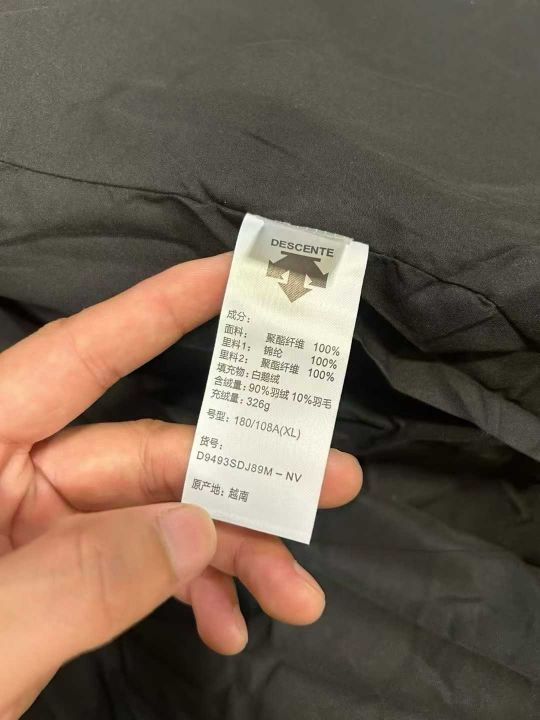 DESCENTE
成分:
面料: 聚酯纤维 100%
里料1: 锦纶 100%
里料2: 聚酯纤维 100%
填充物: 白鹅绒
含绒量: 90%羽绒 10%羽毛
充绒量: 326g
号型: 180/108A(XL)
货号:
D9493SDJ89M-NV
原产地: 越南